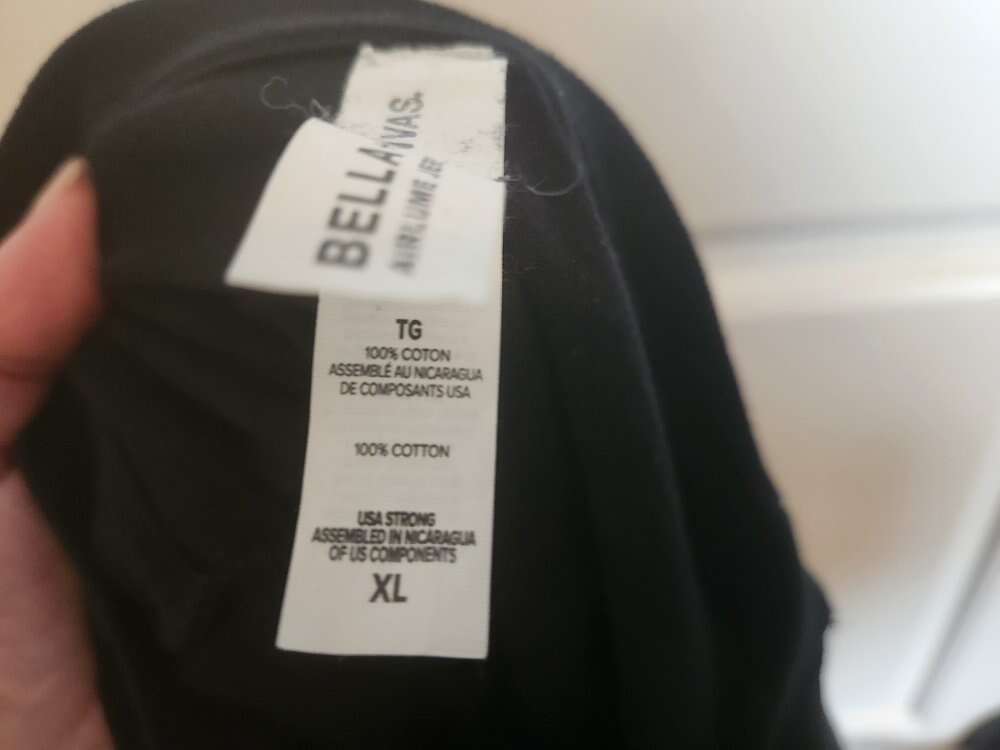 BELLA
AIRLUME
TG
100% COTON
ASSEMBLÉ AU NICARAGUA
DE COMPOSANTS USA
100% COTTON
USA STRONG
ASSEMBLED IN NICARAGUA
OF US COMPONENTS
XL